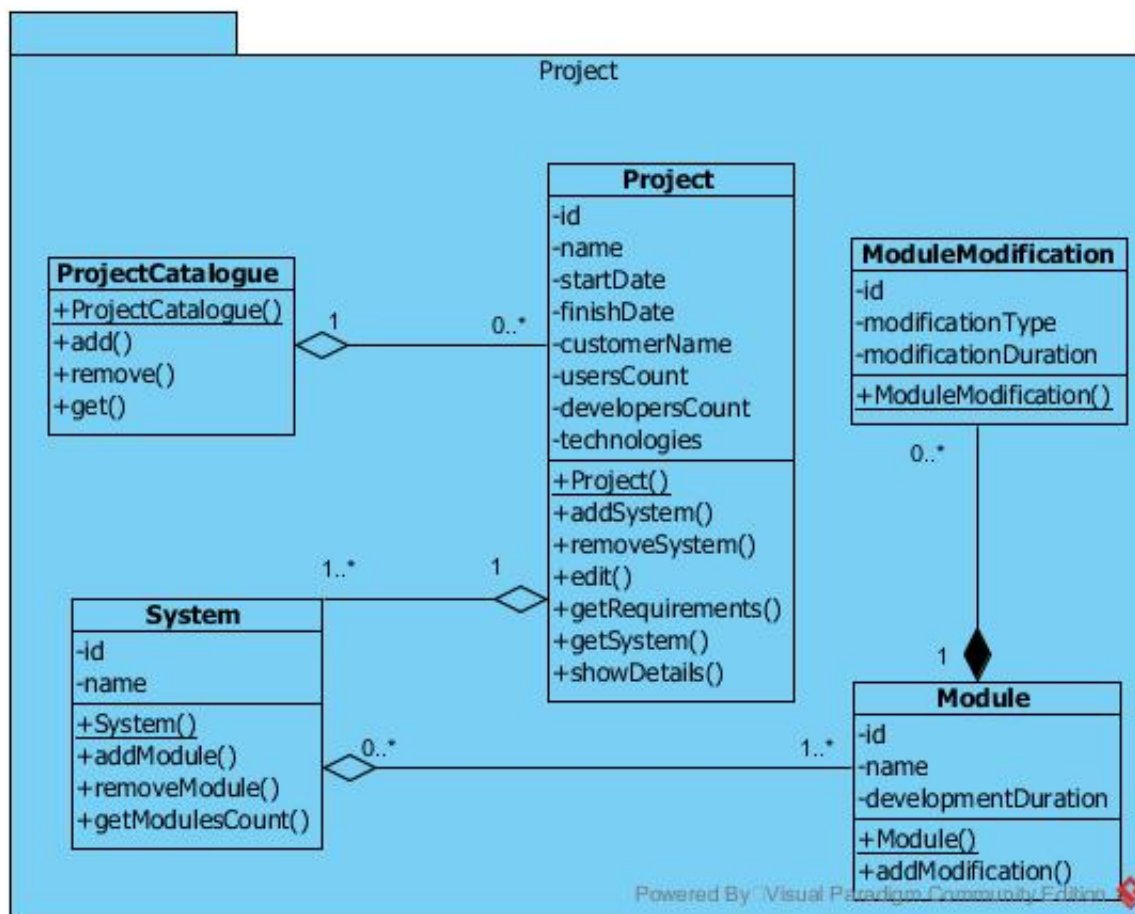 Project
ProjectCatalogue
+ProjectCatalogue()
+add()
+remove()
+get()
1
0..*
Project
-id
-name
-startDate
-finishDate
-customerName
-usersCount
-developersCount
-technologies
+Project()
+addSystem()
+removeSystem()
+edit()
+getRequirements()
+getSystem()
+showDetails()
ModuleModification
-id
-modificationType
-modificationDuration
+ModuleModification()
0..*
1
1..*
1
System
-id
-name
+System()
+addModule()
+removeModule()
+getModulesCount()
0..*
1..*
Module
-id
-name
-developmentDuration
+Module()
+addModification()
Powered By Visual Paradigm Community Edition